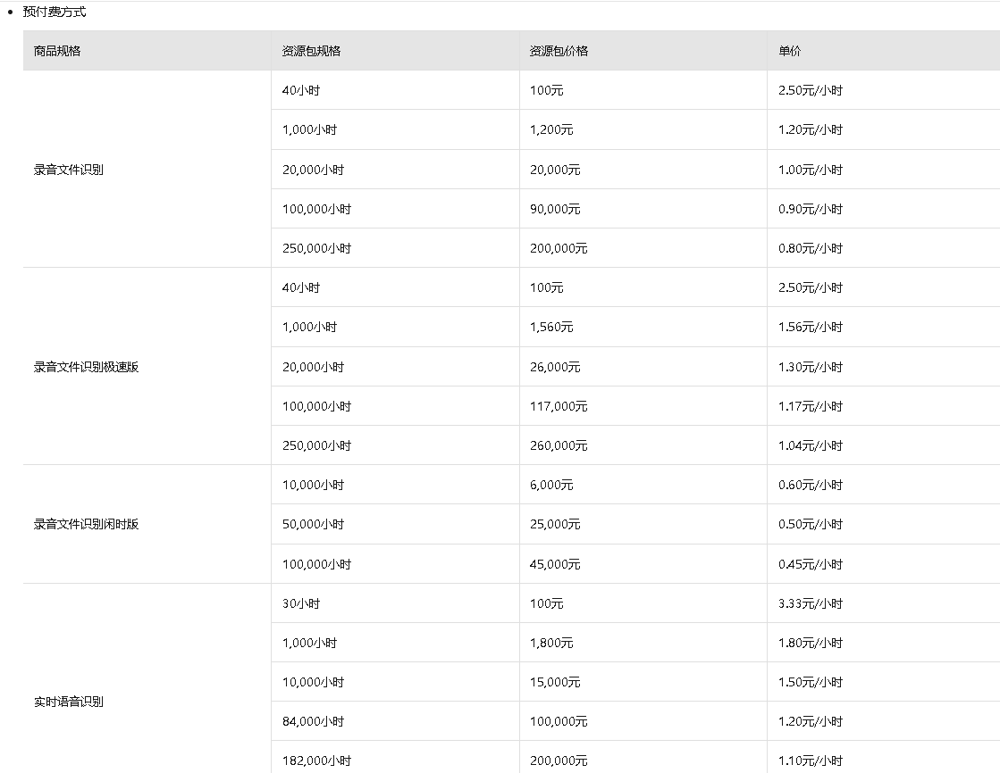 预付费方式
商品规格 资源包规格 资源包价格 单价
40小时 100元 2.50元/小时
1,000小时 1,200元 1.20元/小时
录音文件识别 20,000小时 20,000元 1.00元/小时
100,000小时 90,000元 0.90元/小时
250,000小时 200,000元 0.80元/小时
40小时 100元 2.50元/小时
1,000小时 1,560元 1.56元/小时
录音文件识别极速版 20,000小时 26,000元 1.30元/小时
100,000小时 117,000元 1.17元/小时
250,000小时 260,000元 1.04元/小时
10,000小时 6,000元 0.60元/小时
录音文件识别闲时版 50,000小时 25,000元 0.50元/小时
100,000小时 45,000元 0.45元/小时
30小时 100元 3.33元/小时
1,000小时 1,800元 1.80元/小时
10,000小时 15,000元 1.50元/小时
实时语音识别
84,000小时 100,000元 1.20元/小时
182,000小时 200,000元 1.10元/小时